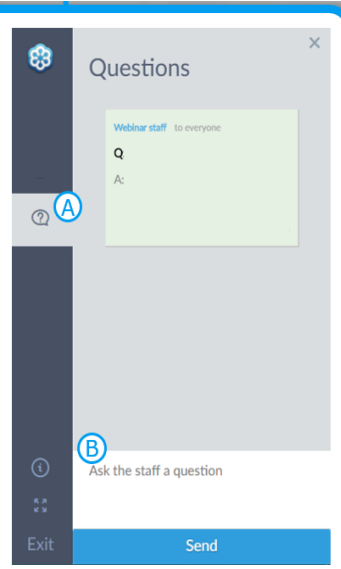 Questions
Webinar staff to everyone
Q
A:
A
B
Ask the staff a question
Exit
Send